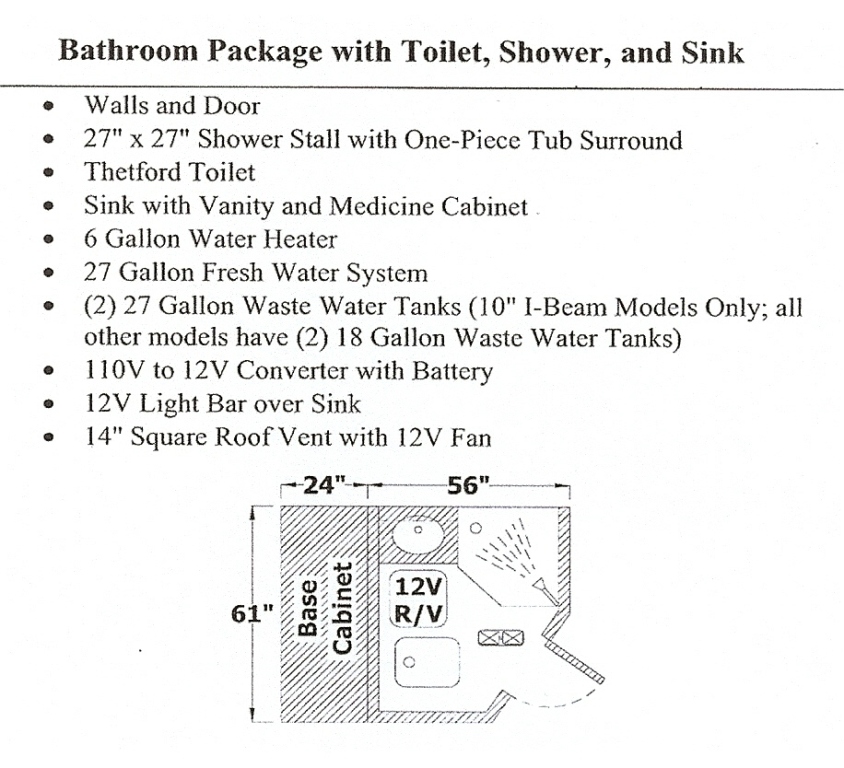 Bathroom Package with Toilet, Shower, and Sink
• Walls and Door
• 27" x 27" Shower Stall with One-Piece Tub Surround
• Thetford Toilet
• Sink with Vanity and Medicine Cabinet
• 6 Gallon Water Heater
• 27 Gallon Fresh Water System
• (2) 27 Gallon Waste Water Tanks (10" I-Beam Models Only; all
other models have (2) 18 Gallon Waste Water Tanks)
• 110V to 12V Converter with Battery
• 12V Light Bar over Sink
• 14" Square Roof Vent with 12V Fan
24" 56"
61"
Base
Cabinet
12V
R/V